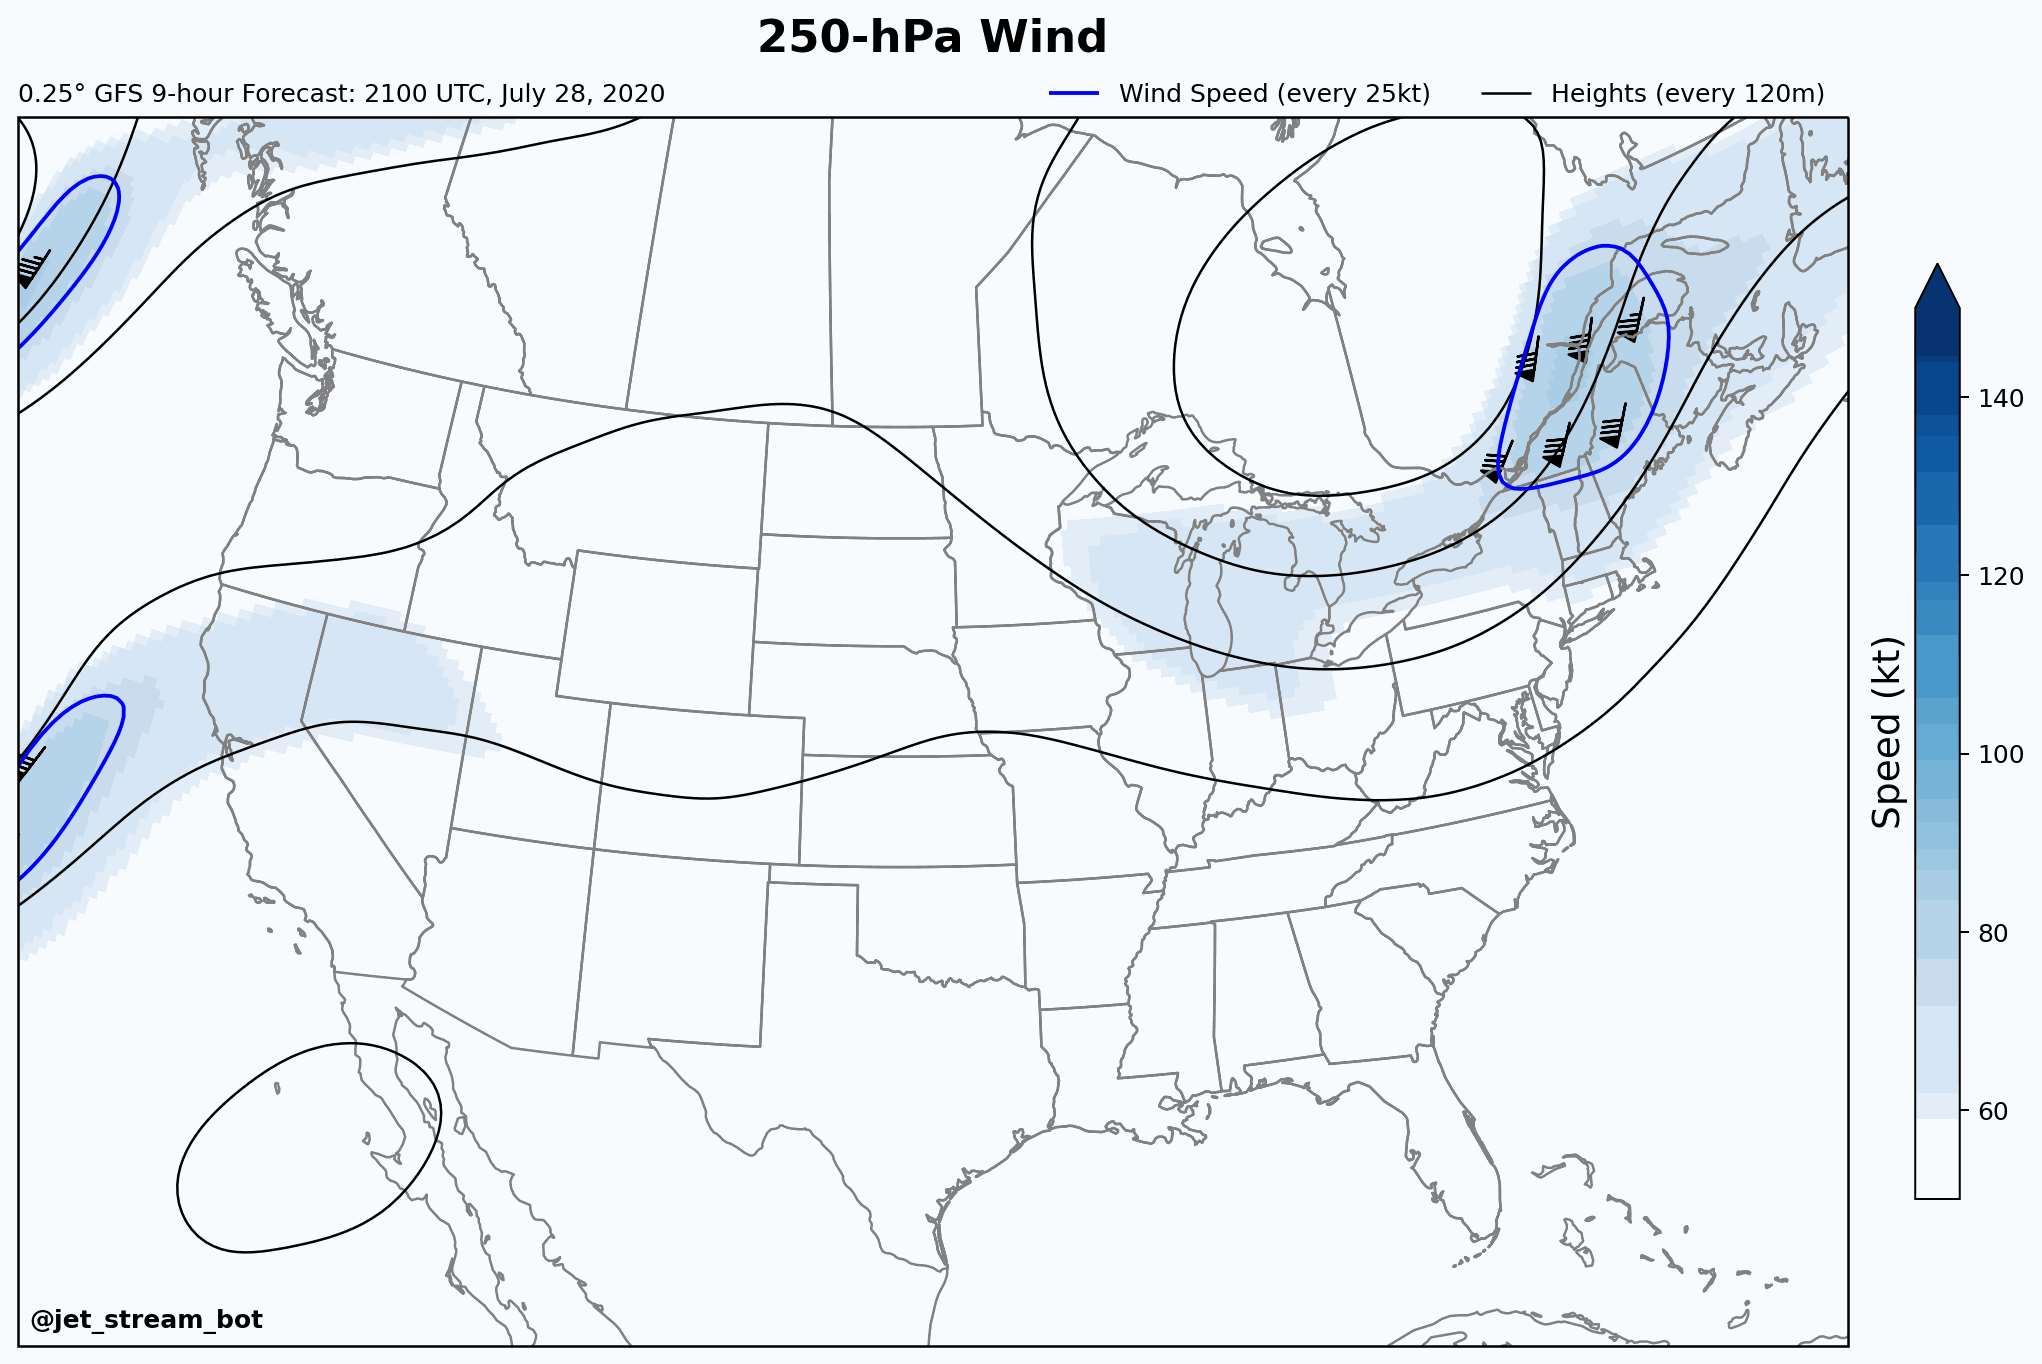 250-hPa Wind
0.25° GFS 9-hour Forecast: 2100 UTC, July 28, 2020
Wind Speed (every 25kt)
Heights (every 120m)
140
120
100
80
60
Speed (kt)
@jet_stream_bot